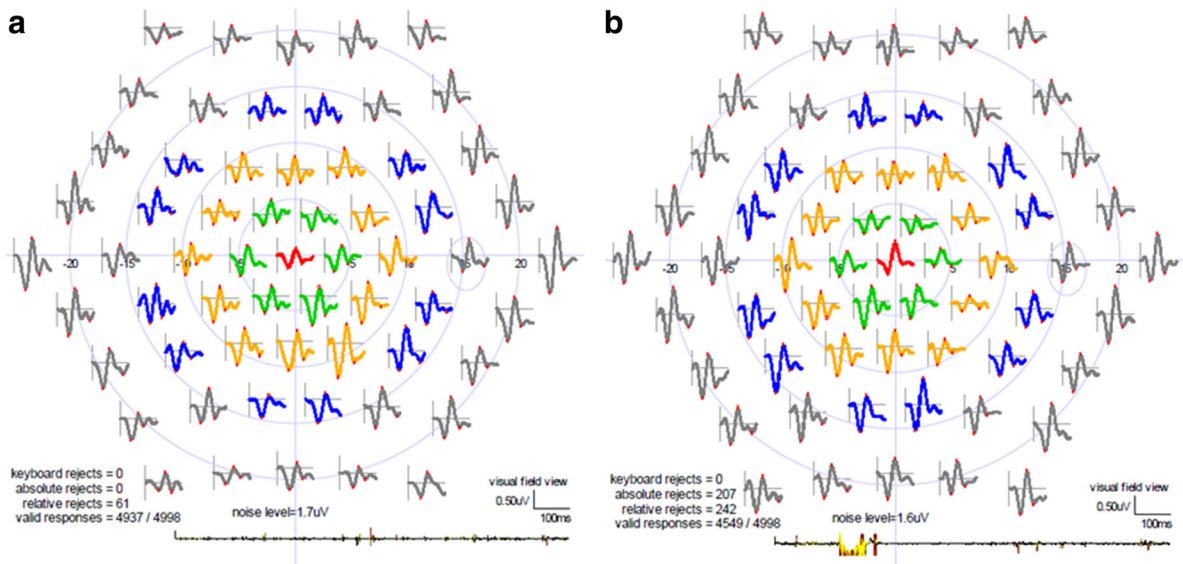 a
b
-20
-15
-10
-5
5
15
20
-20
-15
-10
-5
5
10
15
20
keyboard rejects = 0
absolute rejects = 0
relative rejects = 61
valid responses = 4937 / 4998
noise level=1.7uV
visual field view
0.50uV
100ms
keyboard rejects = 0
absolute rejects = 207
relative rejects = 242
valid responses = 4549 / 4998
noise level=1.6uV
visual field view
0.50uV
100ms